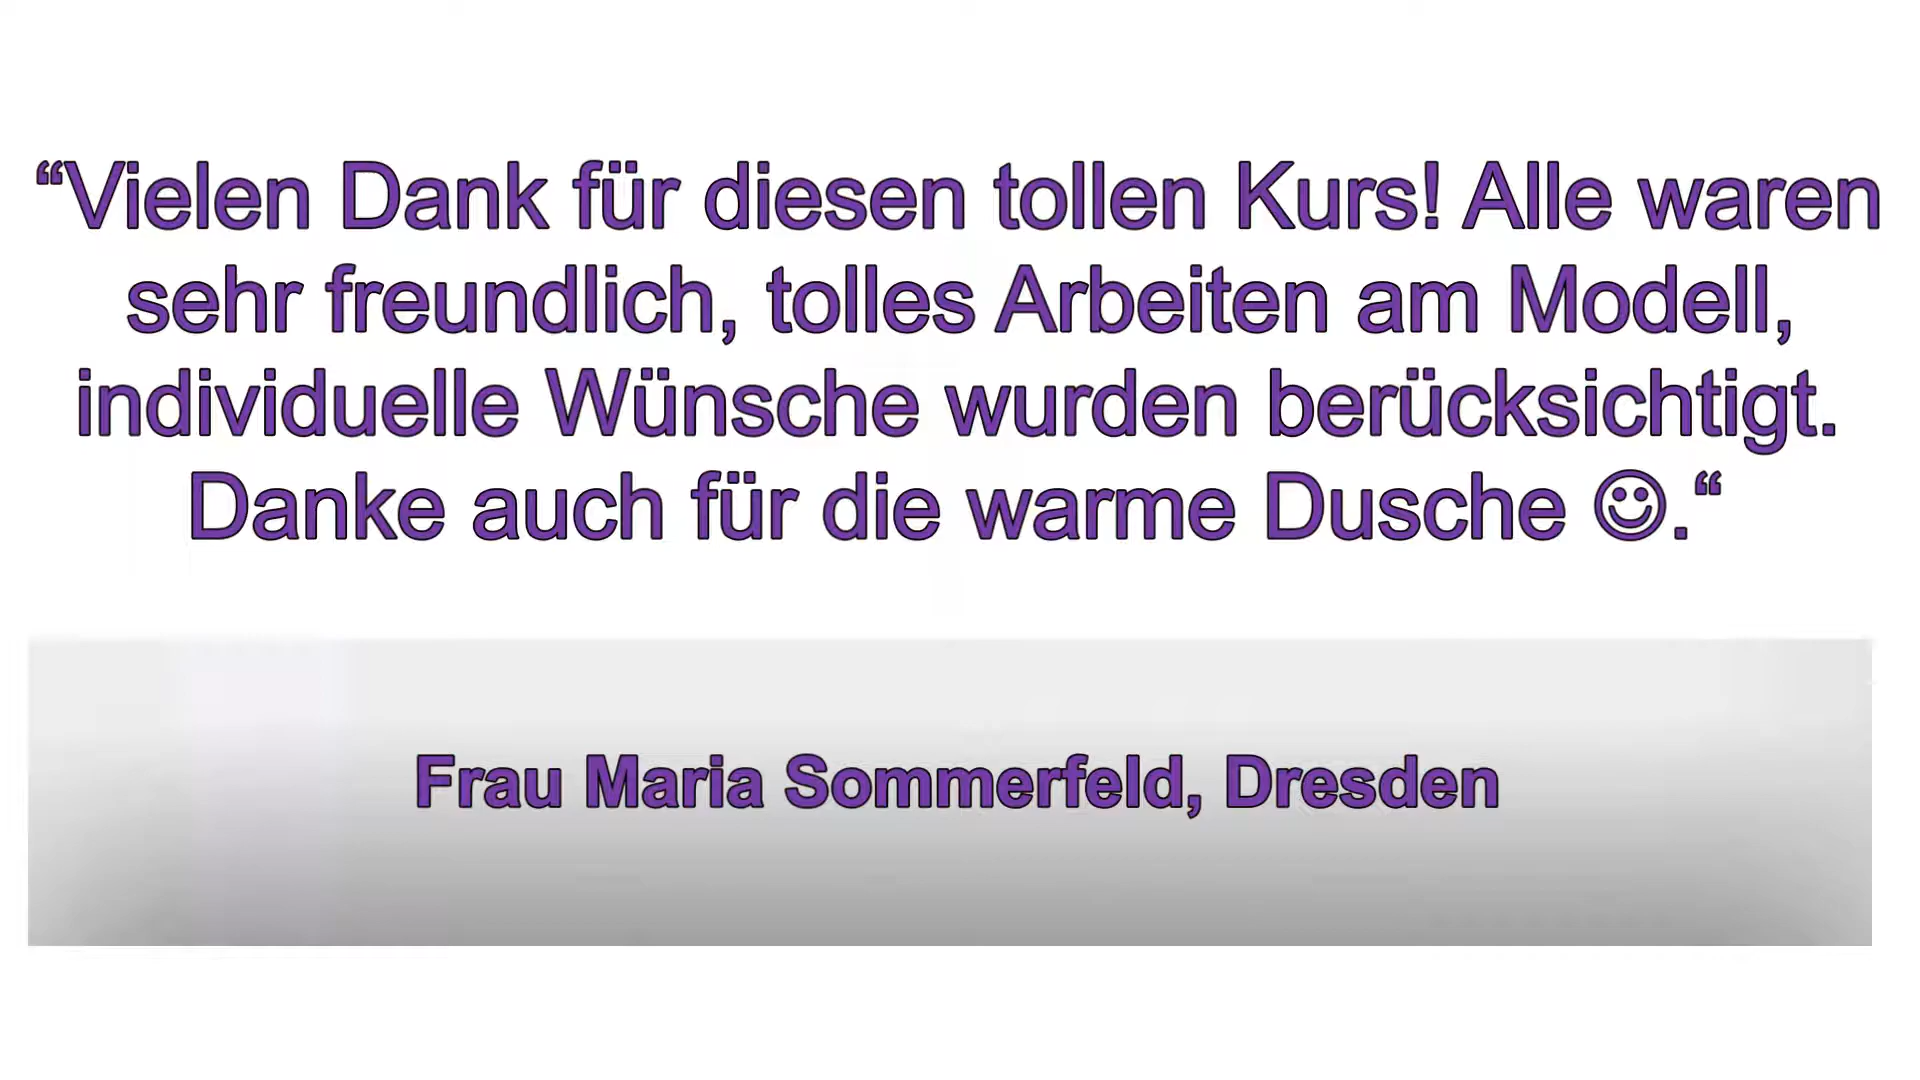 “Vielen Dank für diesen tollen Kurs! Alle waren
sehr freundlich, tolles Arbeiten am Modell,
individuelle Wünsche wurden berücksichtigt.
Danke auch für die warme Dusche ☺.“
Frau Maria Sommerfeld, Dresden